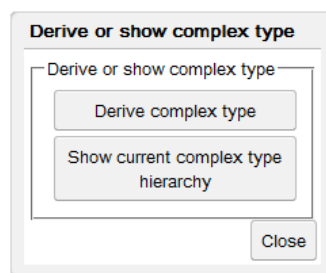 Derive or show complex type
Derive or show complex type
Derive complex type
Show current complex type
hierarchy
Close